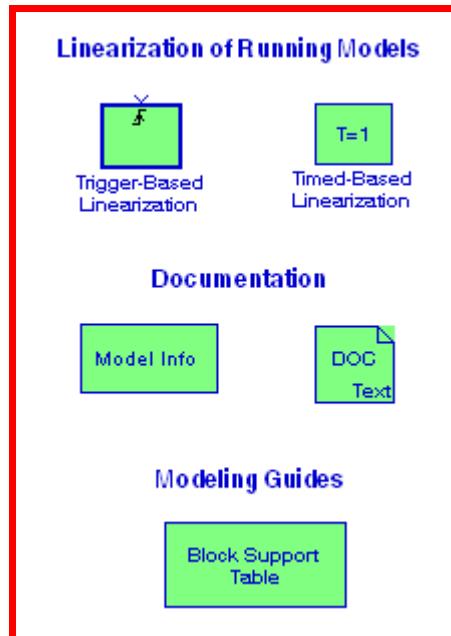 Linearization of Running Models
T=1
Trigger-Based
Linearization
Timed-Based
Linearization
Documentation
Model Info
DOC
Text
Modeling Guides
Block Support
Table